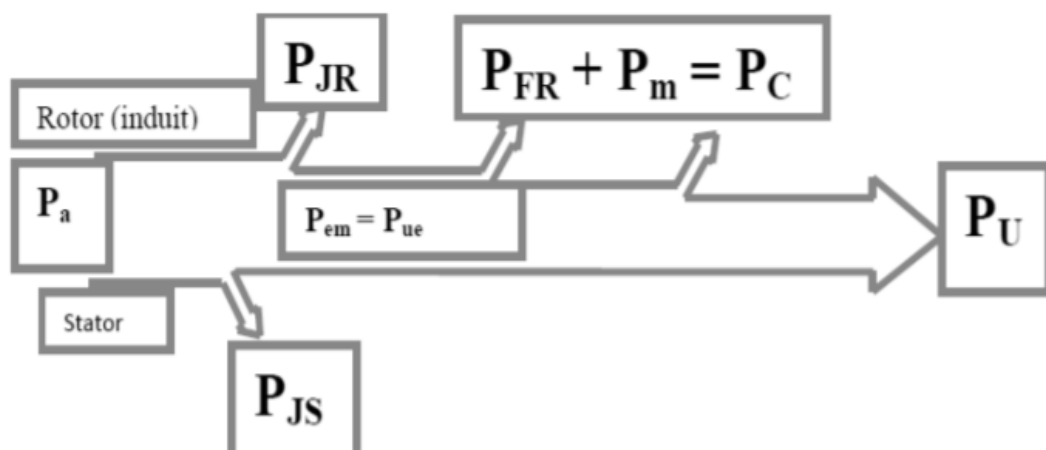 P_JR
P_FR + P_m = P_C
Rotor (induit)
P_a
P_em = P_ue
P_U
Stator
P_JS